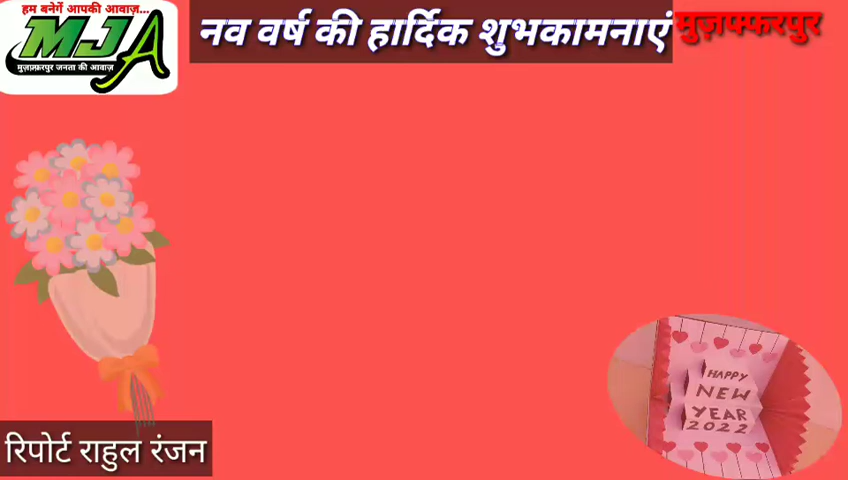 हम बनेगें आपकी आवाज़...
MJA
मुज़फ़्फ़रपुर जनता की आवाज़
नव वर्ष की हार्दिक शुभकामनाएं
मुज़फ्फरपुर
HAPPY
NEW
YEAR
2022
रिपोर्ट राहुल रंजन